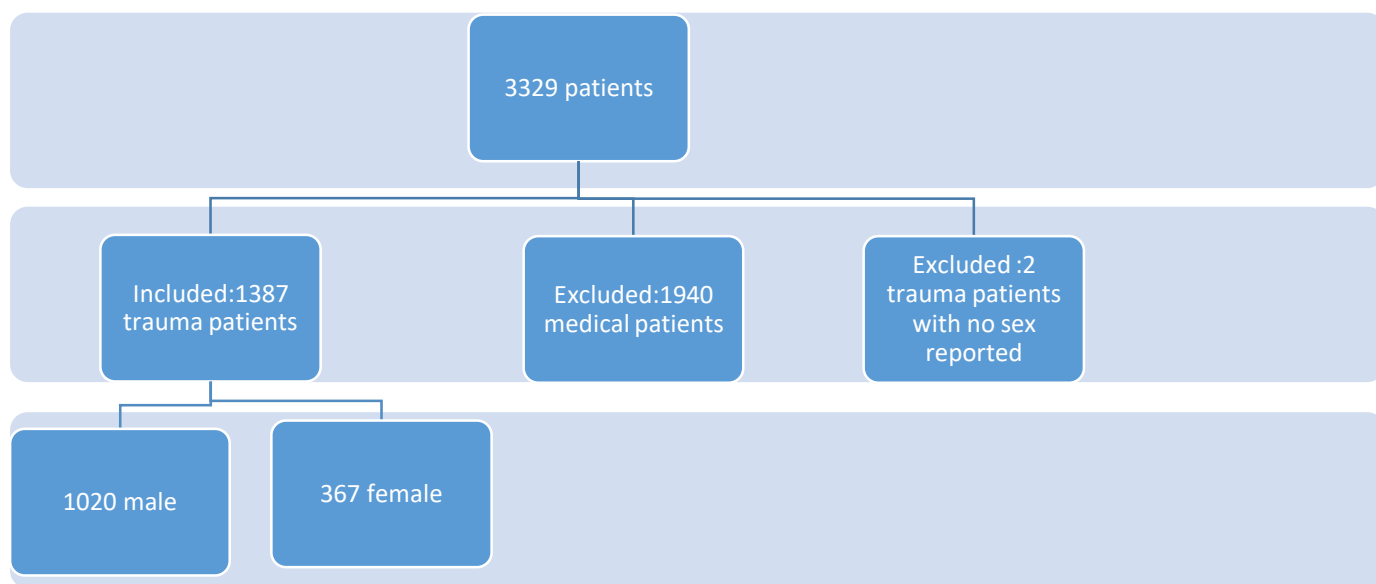 3329 patients
Included:1387
trauma patients
Excluded:1940
medical patients
Excluded :2
trauma patients
with no sex
reported
1020 male
367 female